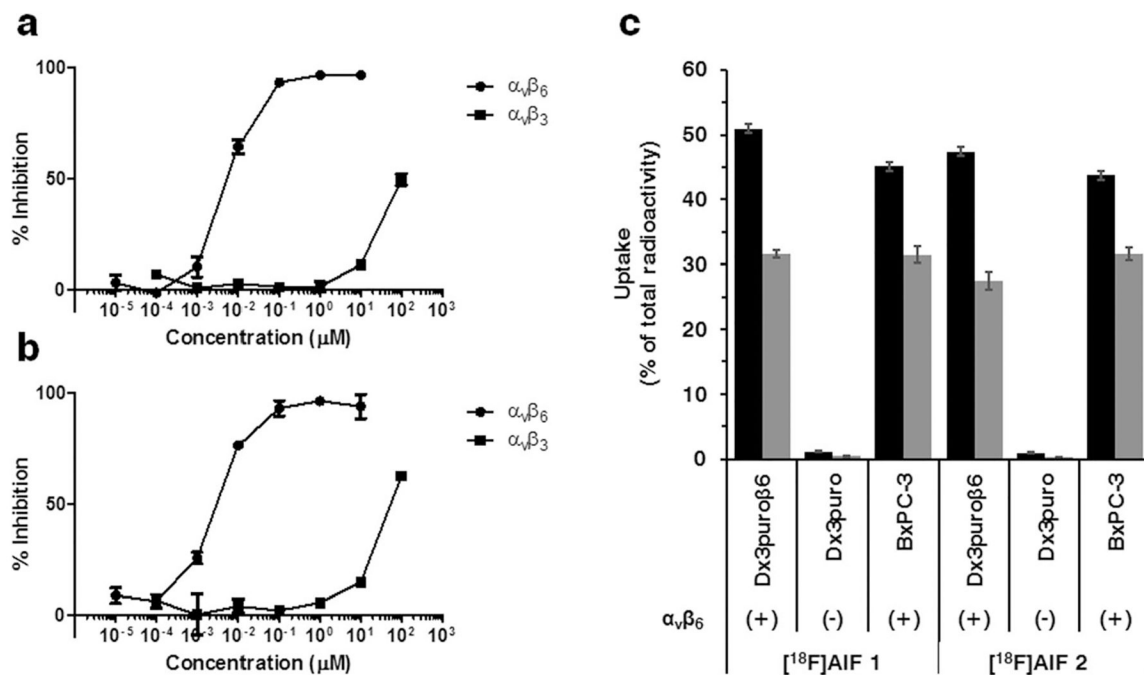 a
100
50
0
% Inhibition
10⁻⁵ 10⁻⁴ 10⁻³ 10⁻² 10⁻¹ 10⁰ 10¹ 10² 10³
Concentration (μM)
αᵥβ₆
αᵥβ₃
b
100
50
0
% Inhibition
10⁻⁵ 10⁻⁴ 10⁻³ 10⁻² 10⁻¹ 10⁰ 10¹ 10² 10³
Concentration (μM)
αᵥβ₆
αᵥβ₃
c
60
50
40
30
20
10
0
Uptake
(% of total radioactivity)
Dx3puroβ6 Dx3puro BxPC-3 Dx3puroβ6 Dx3puro BxPC-3
αᵥβ₆ (+) (-) (+) (+) (-) (+)
[¹⁸F]AlF 1 [¹⁸F]AlF 2